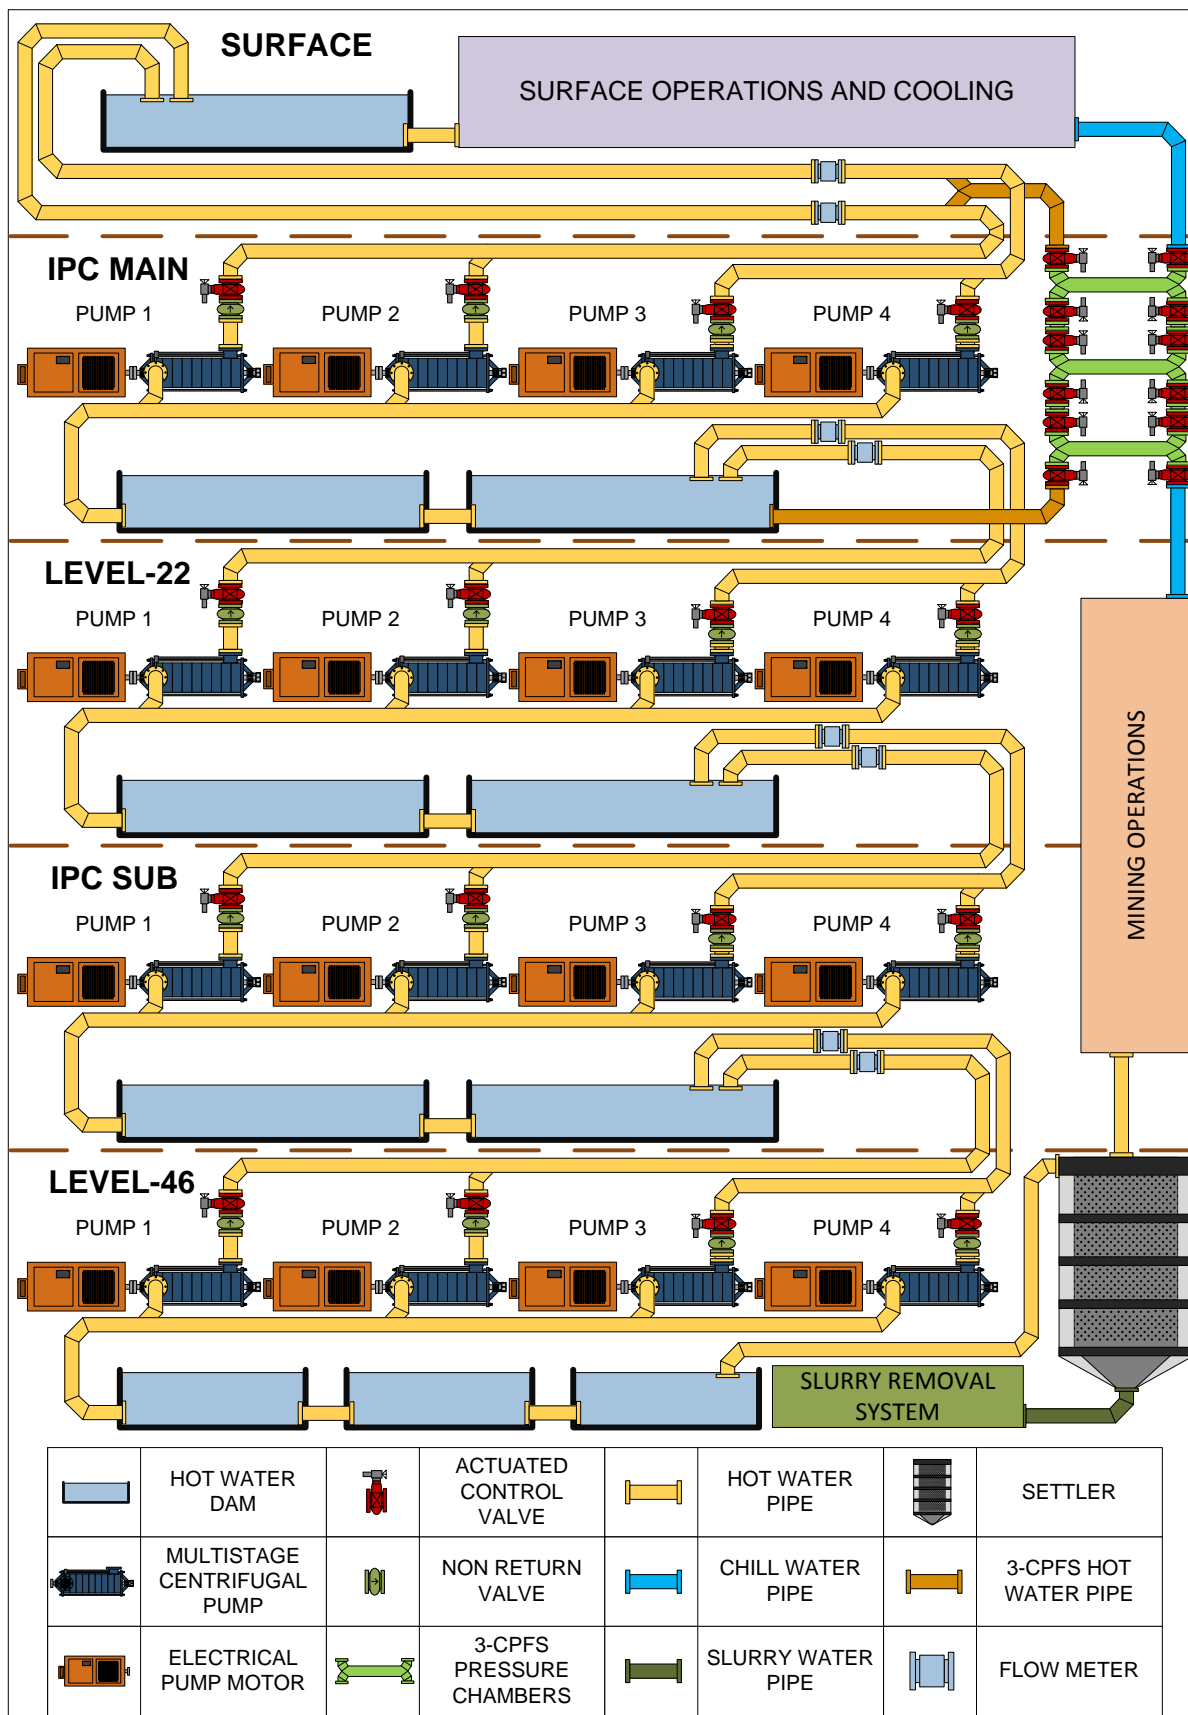 SURFACE
SURFACE OPERATIONS AND COOLING
IPC MAIN
PUMP 1
PUMP 2
PUMP 3
PUMP 4
LEVEL-22
PUMP 1
PUMP 2
PUMP 3
PUMP 4
MINING OPERATIONS
IPC SUB
PUMP 1
PUMP 2
PUMP 3
PUMP 4
LEVEL-46
PUMP 1
PUMP 2
PUMP 3
PUMP 4
SLURRY REMOVAL
SYSTEM
HOT WATER
DAM
ACTUATED
CONTROL
VALVE
HOT WATER
PIPE
SETTLER
MULTISTAGE
CENTRIFUGAL
PUMP
NON RETURN
VALVE
CHILL WATER
PIPE
3-CPFS HOT
WATER PIPE
ELECTRICAL
PUMP MOTOR
3-CPFS
PRESSURE
CHAMBERS
SLURRY WATER
PIPE
FLOW METER